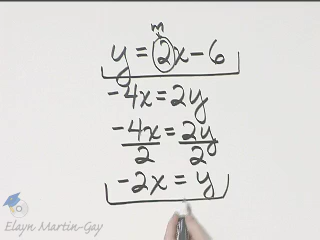 m
y = 2x - 6
-4x = 2y
-4x/2 = 2y/2
-2x = y
Elayn Martin-Gay